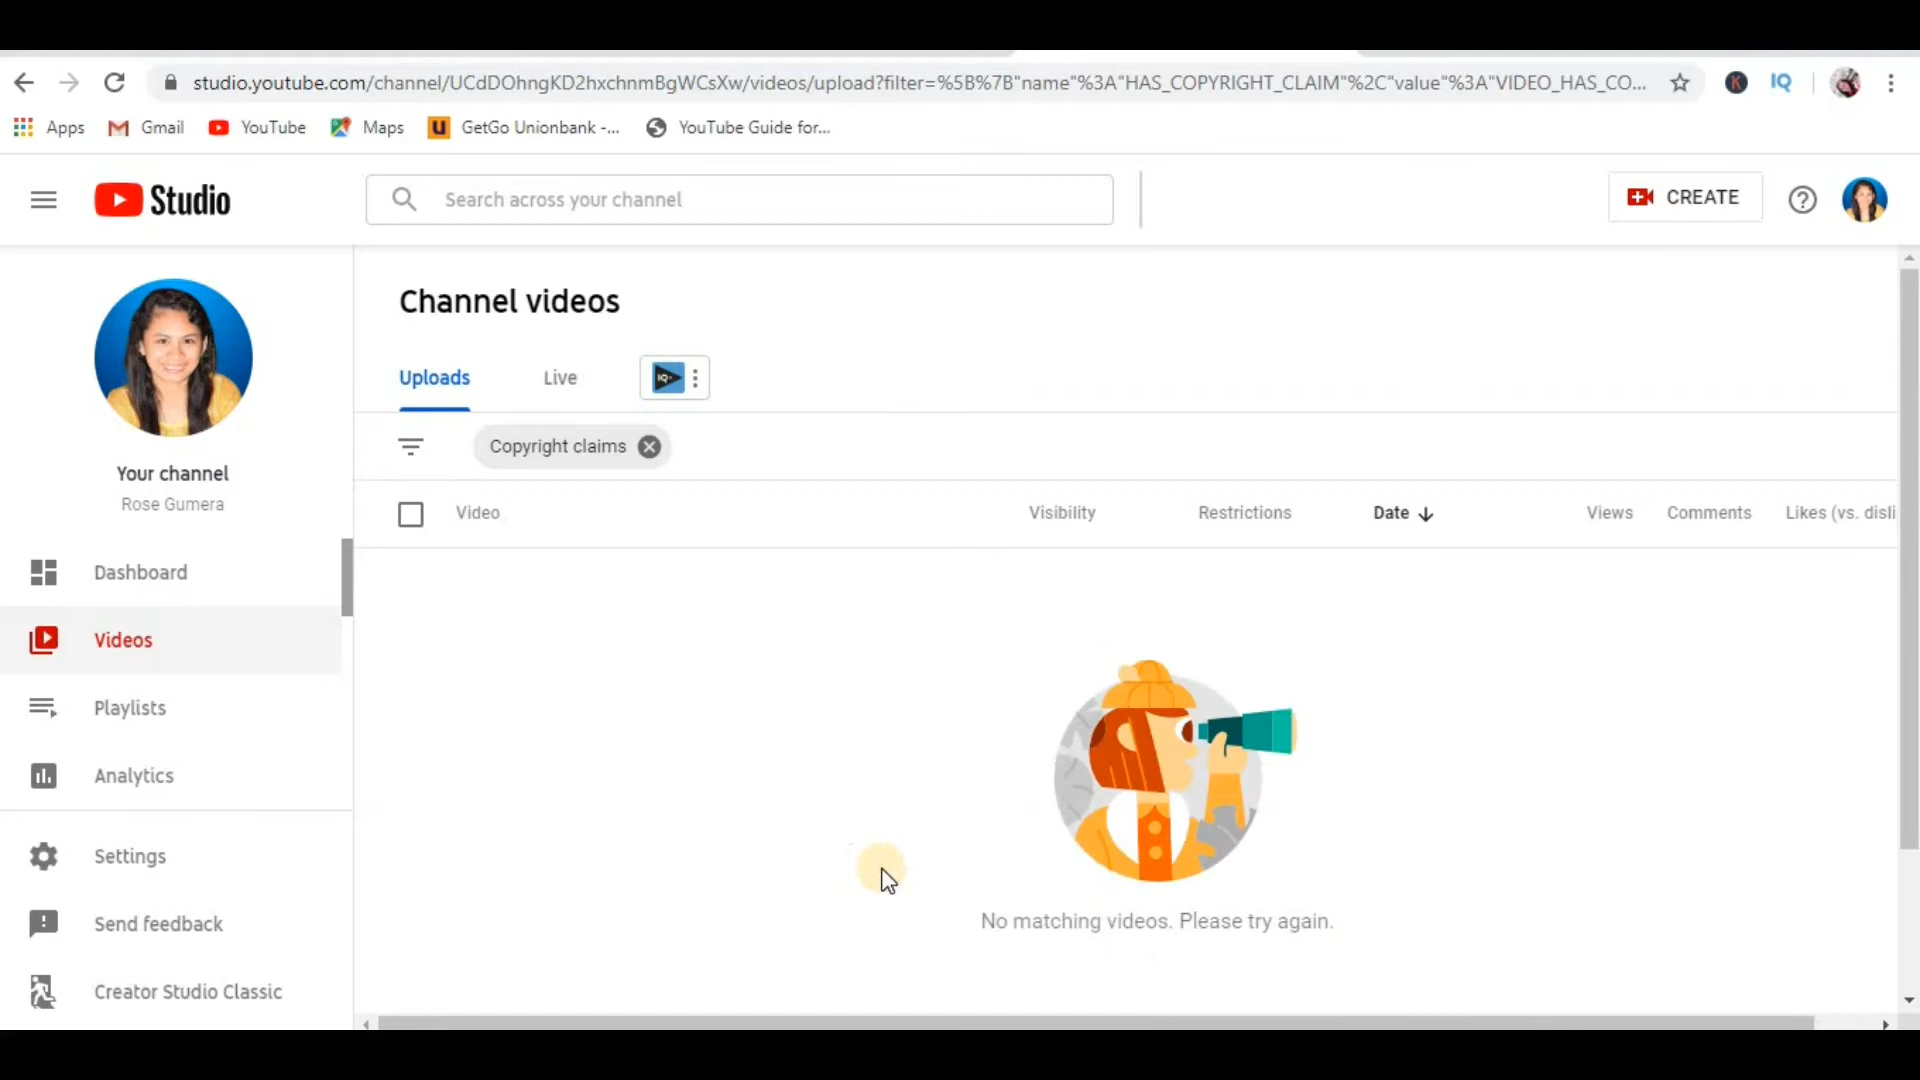 studio.youtube.com/channel/UCdDOhngKD2hxchnmBgWCsXw/videos/upload?filter=%5B%7B"name"%3A"HAS_COPYRIGHT_CLAIM"%2C"value"%3A"VIDEO_HAS_CO...
K
IQ
Apps
Gmail
YouTube
Maps
U
GetGo Unionbank -...
YouTube Guide for...
Studio
Search across your channel
CREATE
Your channel
Rose Gumera
Dashboard
Videos
Playlists
Analytics
Settings
Send feedback
Creator Studio Classic
Channel videos
Uploads
Live
IQ
Copyright claims
Video
Visibility
Restrictions
Date
Views
Comments
Likes (vs. disli
No matching videos. Please try again.